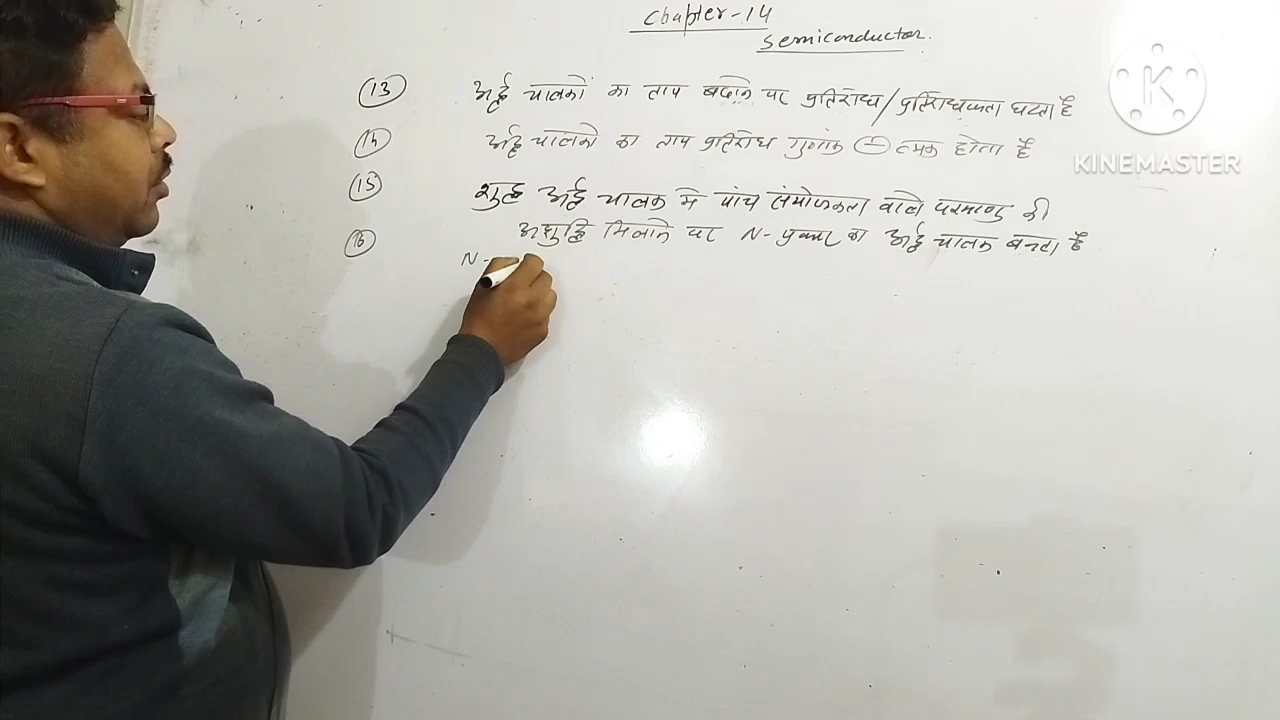 Chapter-14
Semiconductor.
(13) अर्द्ध चालकों का ताप बढ़ाने पर प्रतिरोध/प्रतिरोधकता घटता है
(14) अर्द्ध चालको का ताप प्रतिरोध गुणांक ⊖ त्मक होता है
(15) शुद्ध अर्द्ध चालक मे पांच संयोजकता वाले परमाणु की
अशुद्धि मिलाने पर N-प्रकार का अर्द्ध चालक बनता है
(16) N-
K
KINEMASTER